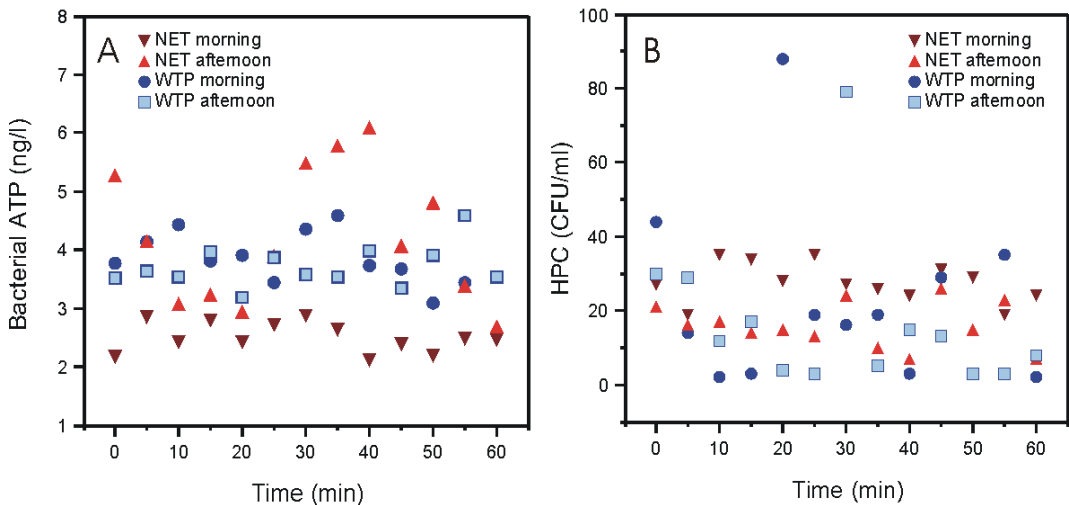 A
NET morning
NET afternoon
WTP morning
WTP afternoon
8
7
6
5
4
3
2
1
Bacterial ATP (ng/l)
0
10
20
30
40
50
60
Time (min)
B
NET morning
NET afternoon
WTP morning
WTP afternoon
100
80
60
40
20
0
HPC (CFU/ml)
0
10
20
30
40
50
60
Time (min)